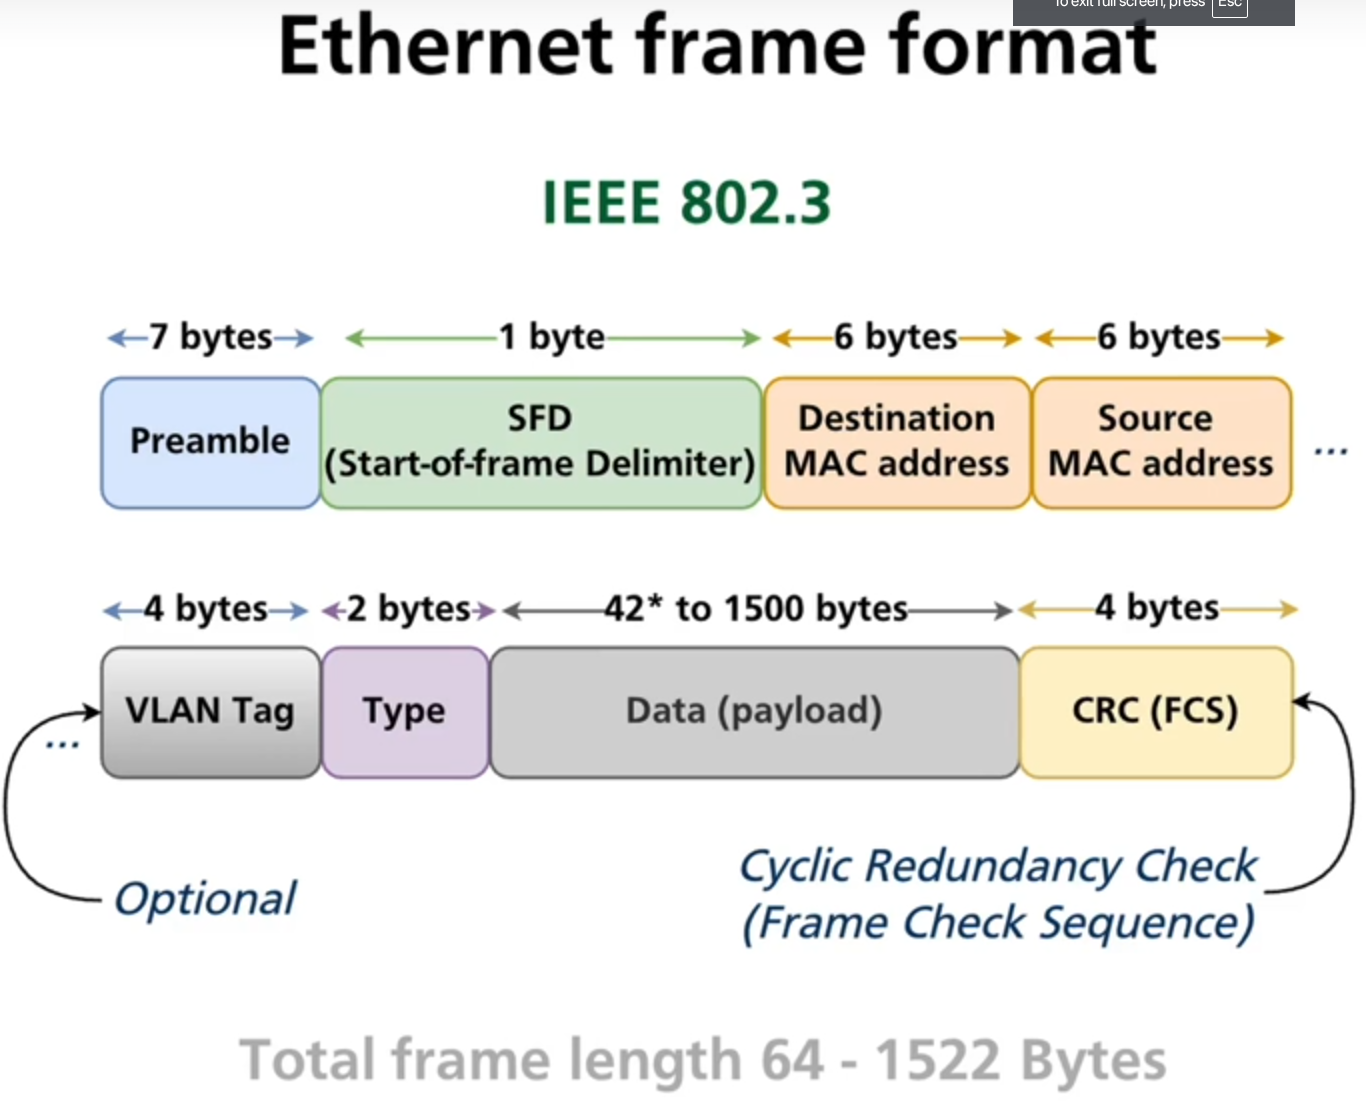 To exit full screen, press Esc
Ethernet frame format
IEEE 802.3
7 bytes 1 byte 6 bytes 6 bytes
Preamble
SFD
(Start-of-frame Delimiter)
Destination
MAC address
Source
MAC address
...
4 bytes 2 bytes 42* to 1500 bytes 4 bytes
...
VLAN Tag
Type
Data (payload)
CRC (FCS)
Optional
Cyclic Redundancy Check
(Frame Check Sequence)
Total frame length 64 - 1522 Bytes